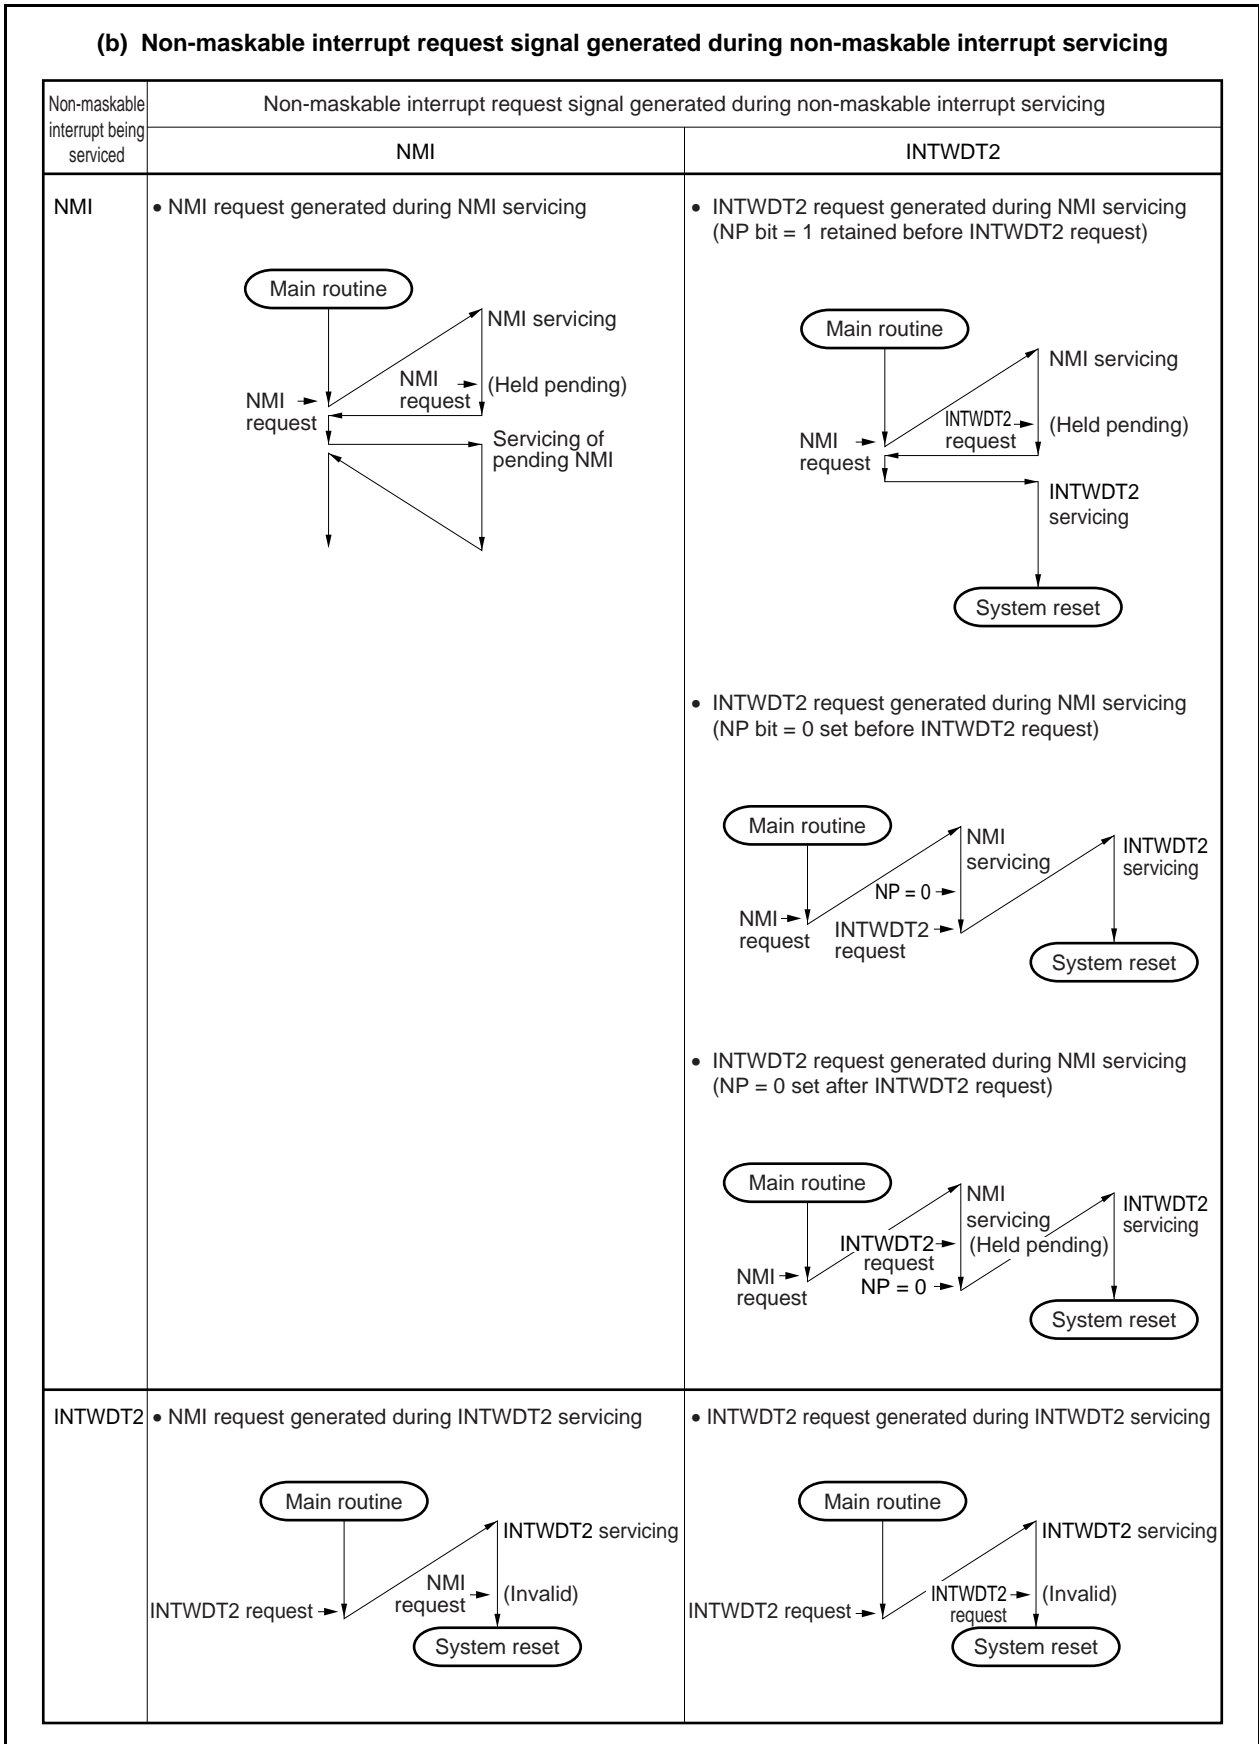 (b) Non-maskable interrupt request signal generated during non-maskable interrupt servicing
Non-maskable
interrupt being
serviced
Non-maskable interrupt request signal generated during non-maskable interrupt servicing
NMI
INTWDT2
NMI
• NMI request generated during NMI servicing
Main routine
NMI servicing
NMI
request
(Held pending)
NMI
request
Servicing of
pending NMI
• INTWDT2 request generated during NMI servicing
(NP bit = 1 retained before INTWDT2 request)
Main routine
NMI servicing
INTWDT2
request
(Held pending)
NMI
request
INTWDT2
servicing
System reset
• INTWDT2 request generated during NMI servicing
(NP bit = 0 set before INTWDT2 request)
Main routine
NMI
servicing
INTWDT2
servicing
NP = 0
NMI
request
INTWDT2
request
System reset
• INTWDT2 request generated during NMI servicing
(NP = 0 set after INTWDT2 request)
Main routine
NMI
servicing
(Held pending)
INTWDT2
servicing
INTWDT2
request
NMI
request
NP = 0
System reset
INTWDT2
• NMI request generated during INTWDT2 servicing
Main routine
INTWDT2 servicing
NMI
request
(Invalid)
INTWDT2 request
System reset
• INTWDT2 request generated during INTWDT2 servicing
Main routine
INTWDT2 servicing
INTWDT2
request
(Invalid)
INTWDT2 request
System reset